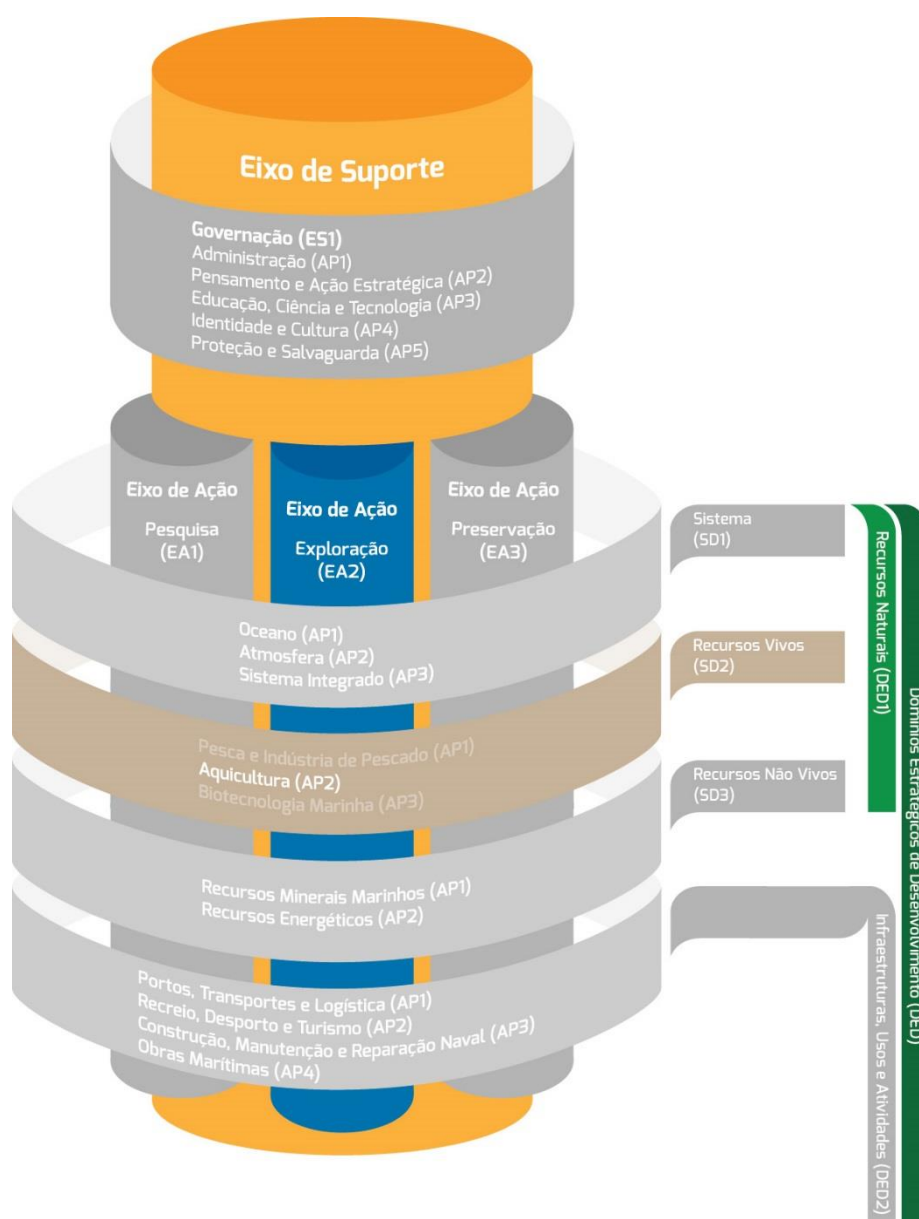 Eixo de Suporte
Governação (ES1)
Administração (AP1)
Pensamento e Ação Estratégica (AP2)
Educação, Ciência e Tecnologia (AP3)
Identidade e Cultura (AP4)
Proteção e Salvaguarda (AP5)
Eixo de Ação
Pesquisa
(EA1)
Eixo de Ação
Exploração
(EA2)
Eixo de Ação
Preservação
(EA3)
Oceano (AP1)
Atmosfera (AP2)
Sistema Integrado (AP3)
Sistema
(SD1)
Pesca e Indústria de Pescado (AP1)
Aquicultura (AP2)
Biotecnologia Marinha (AP3)
Recursos Vivos
(SD2)
Recursos Minerais Marinhos (AP1)
Recursos Energéticos (AP2)
Recursos Não Vivos
(SD3)
Portos, Transportes e Logística (AP1)
Recreio, Desporto e Turismo (AP2)
Construção, Manutenção e Reparação Naval (AP3)
Obras Marítimas (AP4)
Recursos Naturais (DED1)
Infraestruturas, Usos e Atividades (DED2)
Domínios Estratégicos de Desenvolvimento (DED)